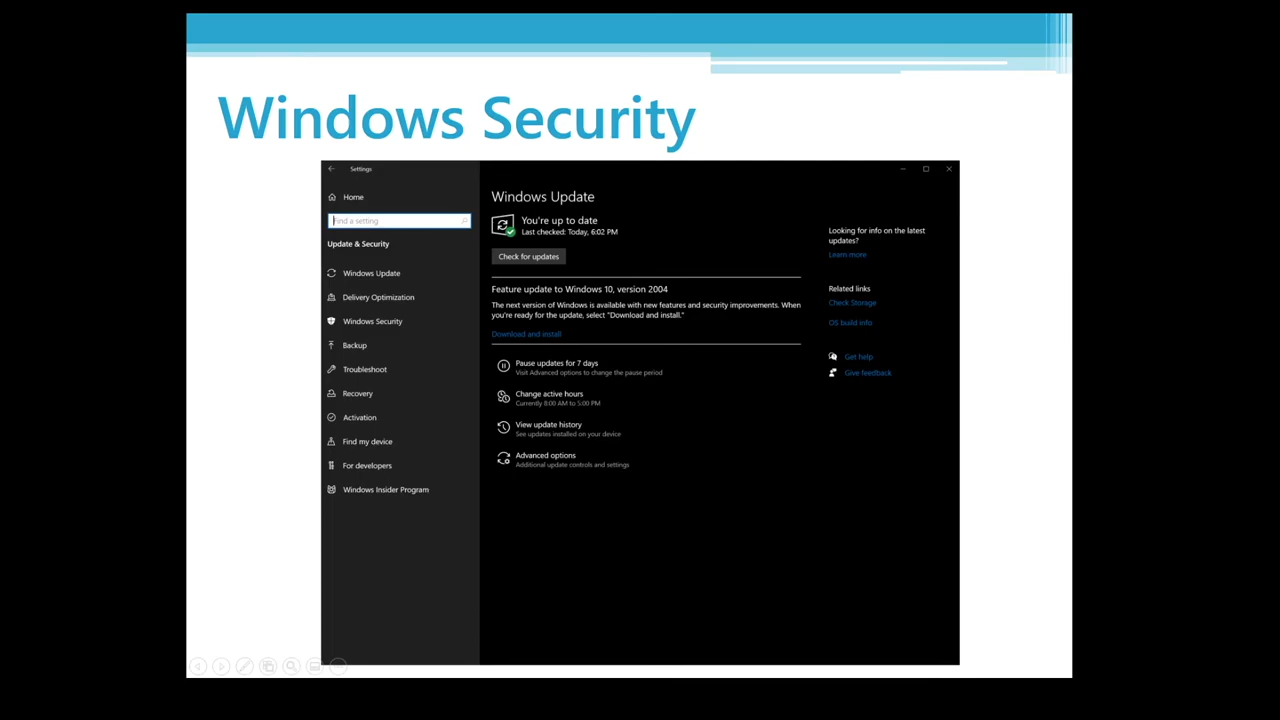 Windows Security
Settings
Home
Find a setting
Update & Security
Windows Update
Delivery Optimization
Windows Security
Backup
Troubleshoot
Recovery
Activation
Find my device
For developers
Windows Insider Program
Windows Update
You're up to date
Last checked: Today, 6:02 PM
Check for updates
Feature update to Windows 10, version 2004
The next version of Windows is available with new features and security improvements. When
you're ready for the update, select "Download and install."
Download and install
Pause updates for 7 days
Visit Advanced options to change the pause period
Change active hours
Currently 8:00 AM to 5:00 PM
View update history
See updates installed on your device
Advanced options
Additional update controls and settings
Looking for info on the latest
updates?
Learn more
Related links
Check Storage
OS build info
Get help
Give feedback